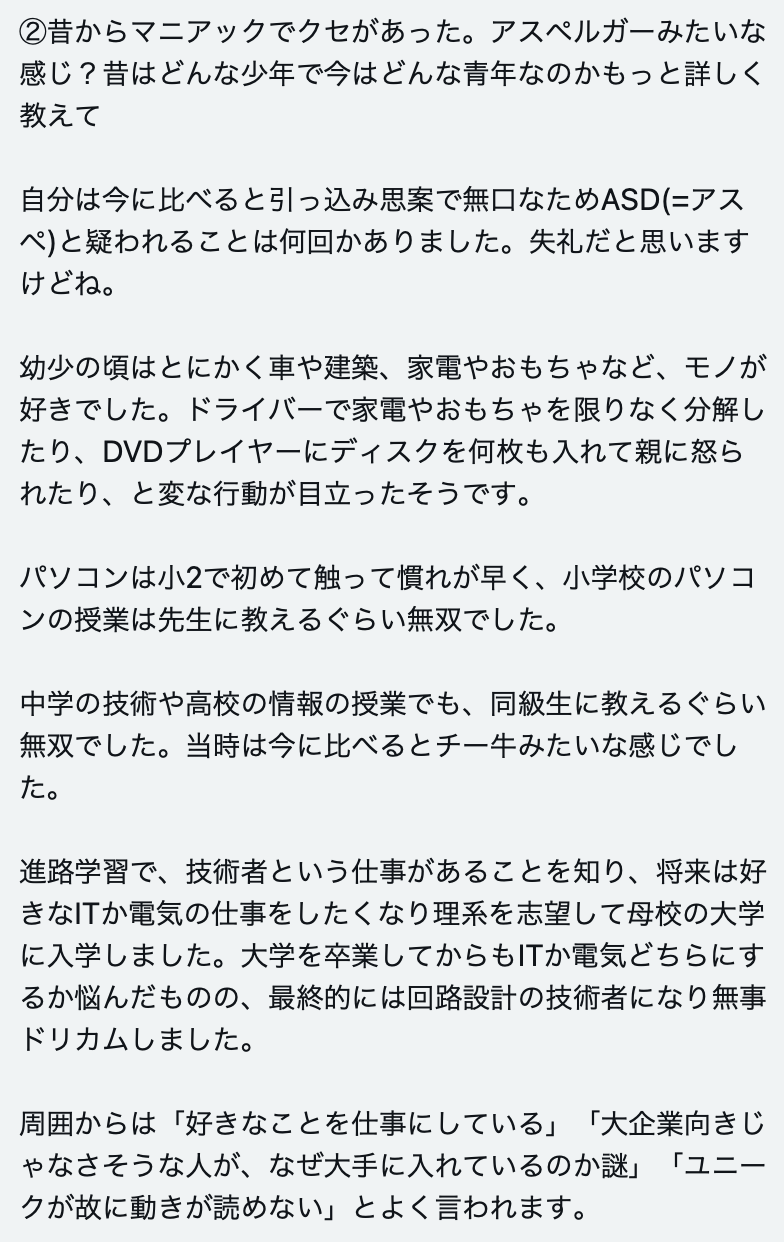 ②昔からマニアックでクセがあった。アスペルガーみたいな
感じ？昔はどんな少年で今はどんな青年なのかもっと詳しく
教えて
自分は今に比べると引っ込み思案で無口なためASD(=アス
ペ)と疑われることは何回かありました。失礼だと思います
けどね。
幼少の頃はとにかく車や建築、家電やおもちゃなど、モノが
好きでした。ドライバーで家電やおもちゃを限りなく分解し
たり、DVDプレイヤーにディスクを何枚も入れて親に怒ら
れたり、と変な行動が目立ったそうです。
パソコンは小2で初めて触って慣れが早く、小学校のパソコ
ンの授業は先生に教えるぐらい無双でした。
中学の技術や高校の情報の授業でも、同級生に教えるぐらい
無双でした。当時は今に比べるとチー牛みたいな感じでし
た。
進路学習で、技術者という仕事があることを知り、将来は好
きなITか電気の仕事をしたくなり理系を志望して母校の大学
に入学しました。大学を卒業してからもITか電気どちらにす
るか悩んだものの、最終的には回路設計の技術者になり無事
ドリカムしました。
周囲からは「好きなことを仕事にしている」「大企業向きじ
ゃなさそうな人が、なぜ大手に入れているのか謎」「ユニー
クが故に動きが読めない」とよく言われます。